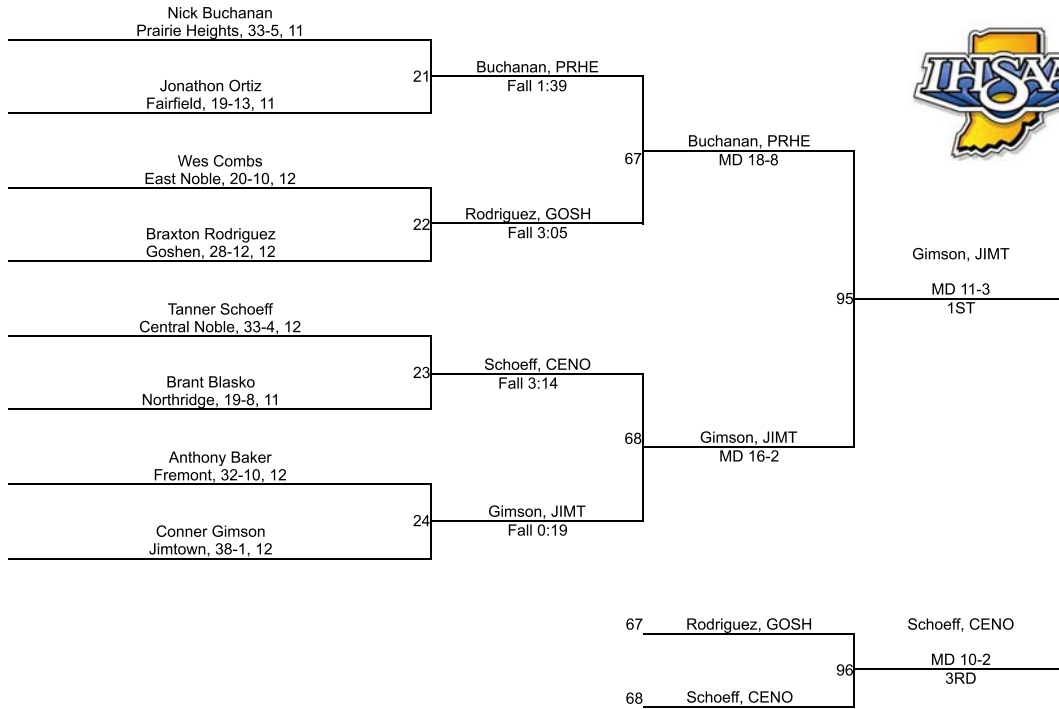 Nick Buchanan
Prairie Heights, 33-5, 11
21
Jonathon Ortiz
Fairfield, 19-13, 11
Buchanan, PRHE
Fall 1:39
Wes Combs
East Noble, 20-10, 12
22
Braxton Rodriguez
Goshen, 28-12, 12
Rodriguez, GOSH
Fall 3:05
67
Buchanan, PRHE
MD 18-8
Tanner Schoeff
Central Noble, 33-4, 12
23
Brant Blasko
Northridge, 19-8, 11
Schoeff, CENO
Fall 3:14
Anthony Baker
Fremont, 32-10, 12
24
Conner Gimson
Jimtown, 38-1, 12
Gimson, JIMT
Fall 0:19
68
Gimson, JIMT
MD 16-2
95
IHSAA
Gimson, JIMT
MD 11-3
1ST
67
Rodriguez, GOSH
68
Schoeff, CENO
96
Schoeff, CENO
MD 10-2
3RD